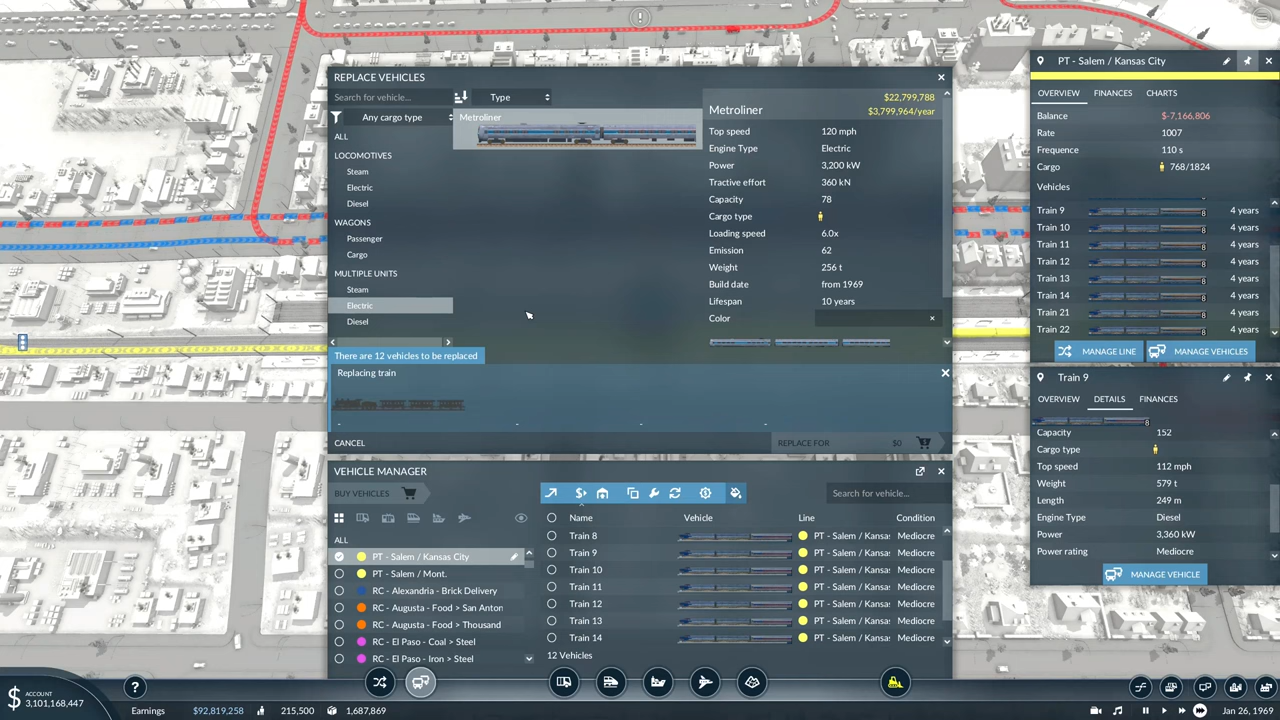 REPLACE VEHICLES
Search for vehicle...
Type
Any cargo type
ALL
LOCOMOTIVES
Steam
Electric
Diesel
WAGONS
Passenger
Cargo
MULTIPLE UNITS
Steam
Electric
Diesel
Metroliner
$22,799,788
Metroliner
$3,799,964/year
Top speed 120 mph
Engine Type Electric
Power 3,200 kW
Tractive effort 360 kN
Capacity 78
Cargo type
Loading speed 6.0x
Emission 62
Weight 256 t
Build date from 1969
Lifespan 10 years
Color
There are 12 vehicles to be replaced
Replacing train
- - - -
CANCEL
REPLACE FOR $0
VEHICLE MANAGER
BUY VEHICLES
Search for vehicle...
ALL
PT - Salem / Kansas City
PT - Salem / Mont.
RC - Alexandria - Brick Delivery
RC - Augusta - Food > San Anton
RC - Augusta - Food > Thousand
RC - El Paso - Coal > Steel
RC - El Paso - Iron > Steel
Name Vehicle Line Condition
Train 8 PT - Salem / Kansas Mediocre
Train 9 PT - Salem / Kansas Mediocre
Train 10 PT - Salem / Kansas Mediocre
Train 11 PT - Salem / Kansas Mediocre
Train 12 PT - Salem / Kansas Mediocre
Train 13 PT - Salem / Kansas Mediocre
Train 14 PT - Salem / Kansas Mediocre
12 Vehicles
PT - Salem / Kansas City
OVERVIEW FINANCES CHARTS
Balance $-7,166,806
Rate 1007
Frequency 110 s
Cargo 768/1824
Vehicles
Train 9 8 4 years
Train 10 8 4 years
Train 11 8 4 years
Train 12 8 4 years
Train 13 8 4 years
Train 14 8 4 years
Train 21 8 4 years
Train 22 8 4 years
MANAGE LINE MANAGE VEHICLES
Train 9
OVERVIEW DETAILS FINANCES
8
Capacity 152
Cargo type
Top speed 112 mph
Weight 579 t
Length 249 m
Engine Type Diesel
Power 3,360 kW
Power rating Mediocre
MANAGE VEHICLE
$ ACCOUNT
3,101,168,447
?
Earnings $92,819,258 215,500 1,687,869
Jan 26, 1969